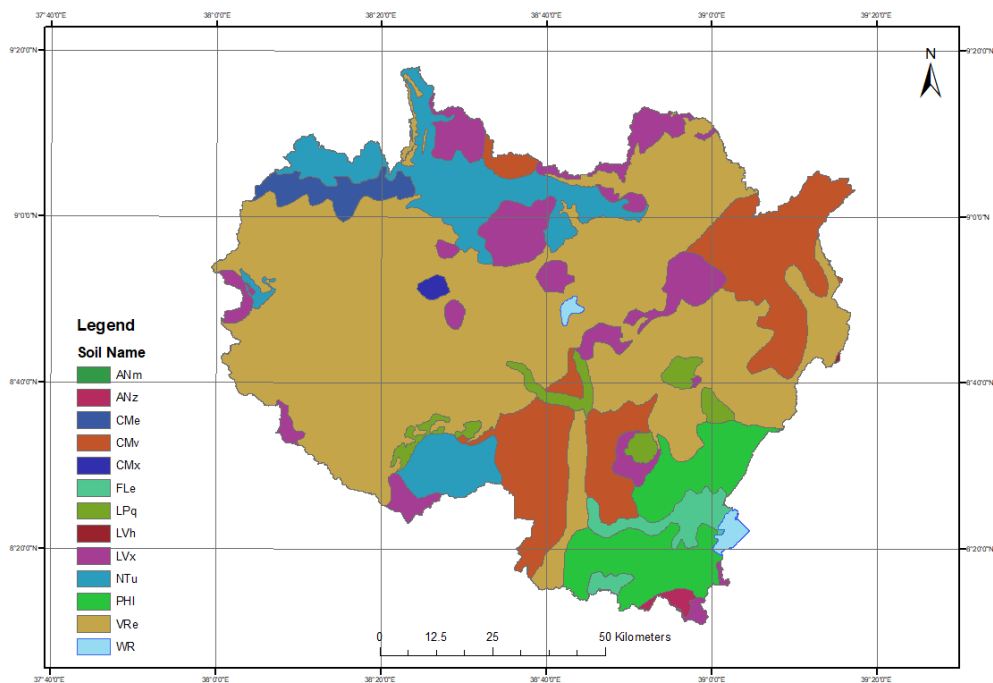 37°40'0"E 38°0'0"E 38°20'0"E 38°40'0"E 39°0'0"E 39°20'0"E
9°20'0"N 9°20'0"N
N
9°0'0"N 9°0'0"N
Legend
Soil Name
ANm
ANz
CMe
CMv
CMx
FLe
LPq
LVh
LVx
NTu
PHl
VRe
WR
8°40'0"N 8°40'0"N
8°20'0"N 8°20'0"N
0 12.5 25 50 Kilometers
37°40'0"E 38°0'0"E 38°20'0"E 38°40'0"E 39°0'0"E 39°20'0"E